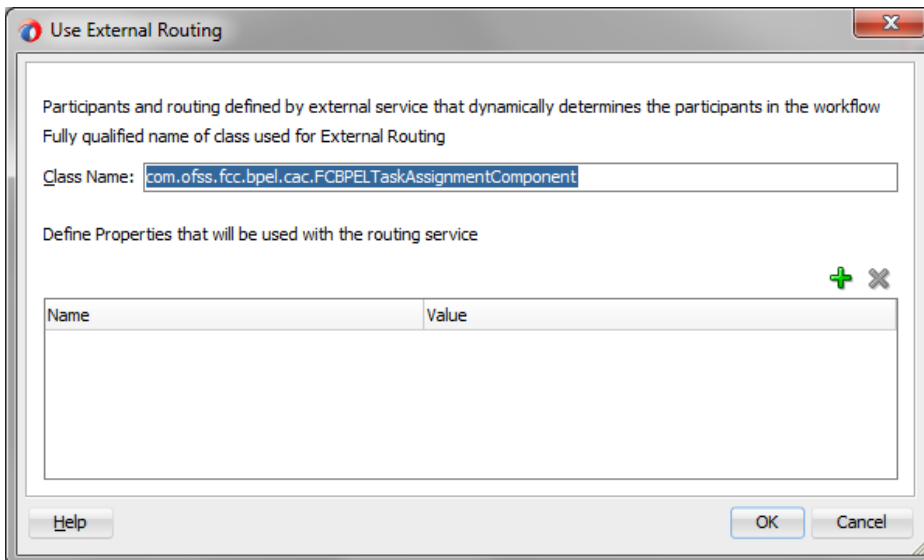 Use External Routing
Participants and routing defined by external service that dynamically determines the participants in the workflow
Fully qualified name of class used for External Routing
Class Name: com.ofss.fcc.bpel.cac.FCBPELTaskAssignmentComponent
Define Properties that will be used with the routing service
Name Value
Help OK Cancel